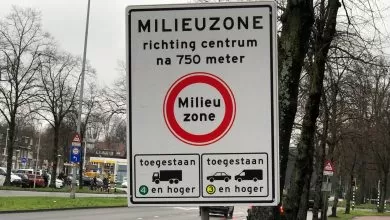 MILIEUZONE
richting centrum
na 750 meter
Milieu
zone
toegestaan
4 en hoger
toegestaan
3 en hoger